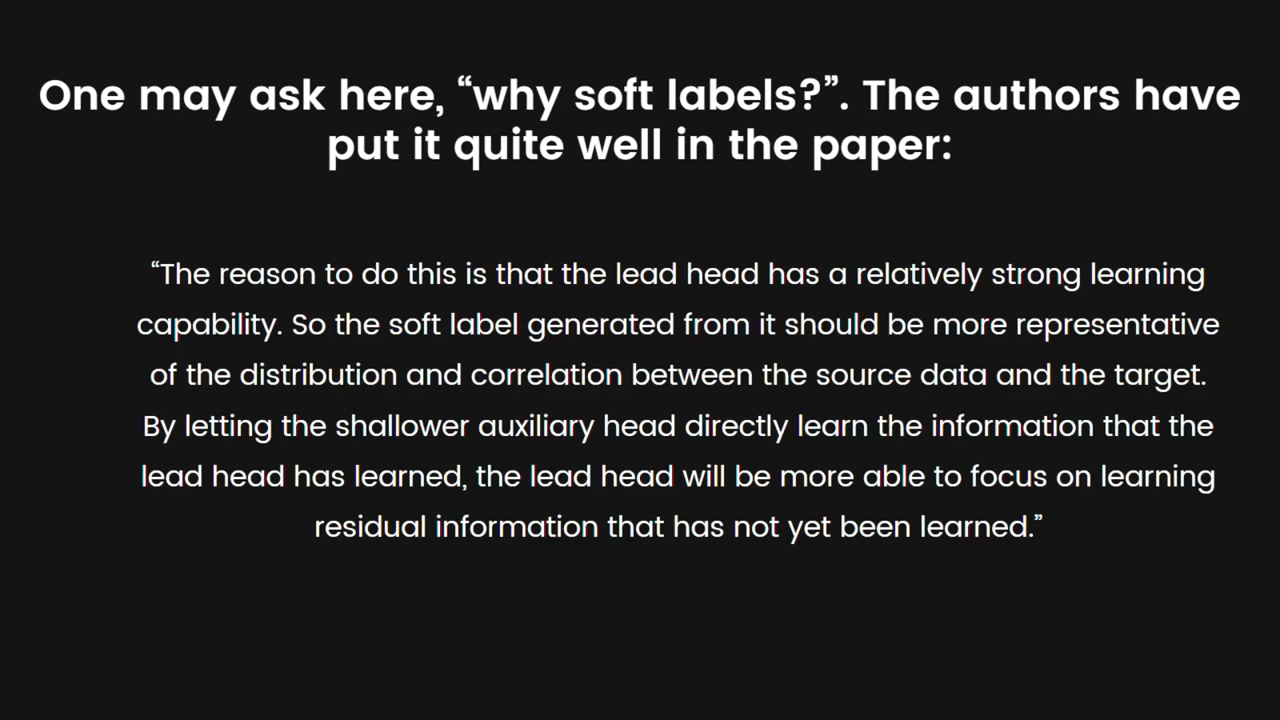 One may ask here, “why soft labels?”. The authors have
put it quite well in the paper:
“The reason to do this is that the lead head has a relatively strong learning
capability. So the soft label generated from it should be more representative
of the distribution and correlation between the source data and the target.
By letting the shallower auxiliary head directly learn the information that the
lead head has learned, the lead head will be more able to focus on learning
residual information that has not yet been learned.”